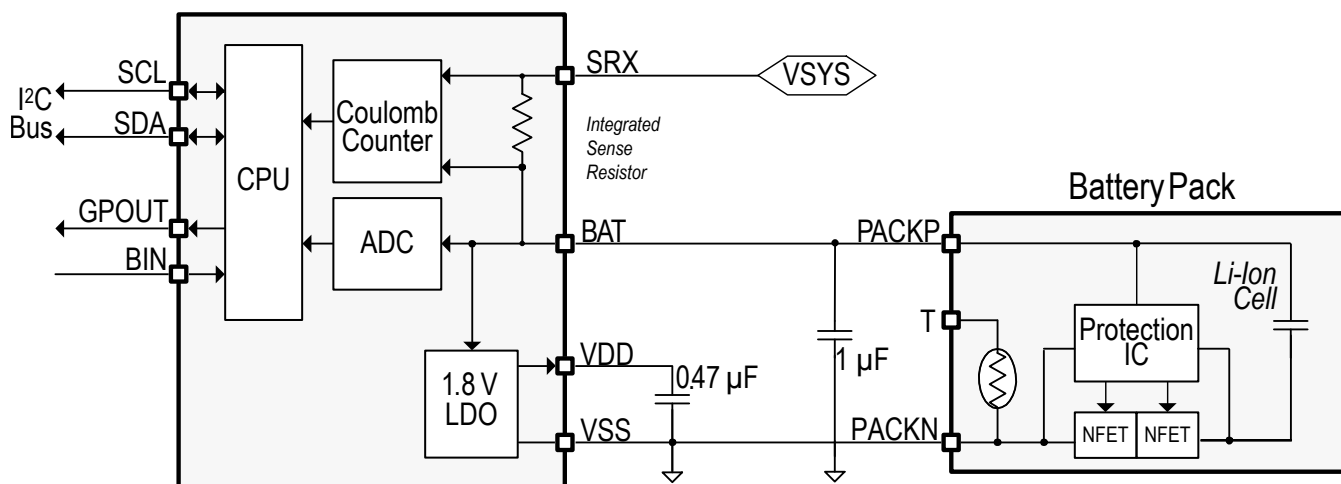 SCL
I²C
Bus
SDA
GPOUT
BIN
CPU
Coulomb
Counter
ADC
1.8 V
LDO
SRX
VSYS
Integrated
Sense
Resistor
BAT
VDD
0.47 µF
VSS
1 µF
Battery Pack
PACKP
T
PACKN
Protection
IC
NFET
NFET
Li-Ion
Cell